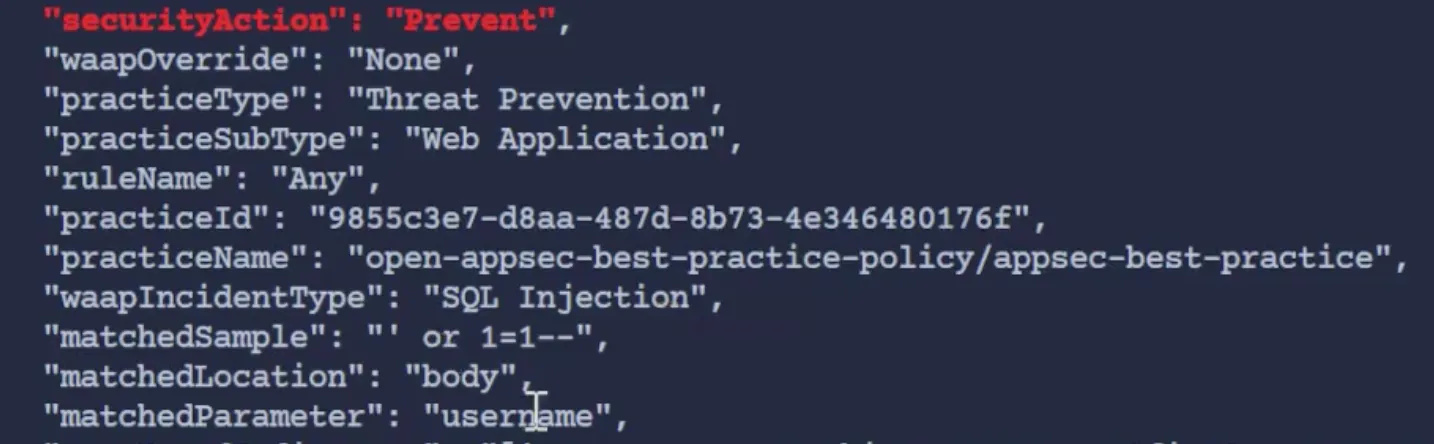 "securityAction": "Prevent",
"waapOverride": "None",
"practiceType": "Threat Prevention",
"practiceSubType": "Web Application",
"ruleName": "Any",
"practiceId": "9855c3e7-d8aa-487d-8b73-4e346480176f",
"practiceName": "open-appsec-best-practice-policy/appsec-best-practice",
"waapIncidentType": "SQL Injection",
"matchedSample": "' or 1=1--",
"matchedLocation": "body",
"matchedParameter": "username",